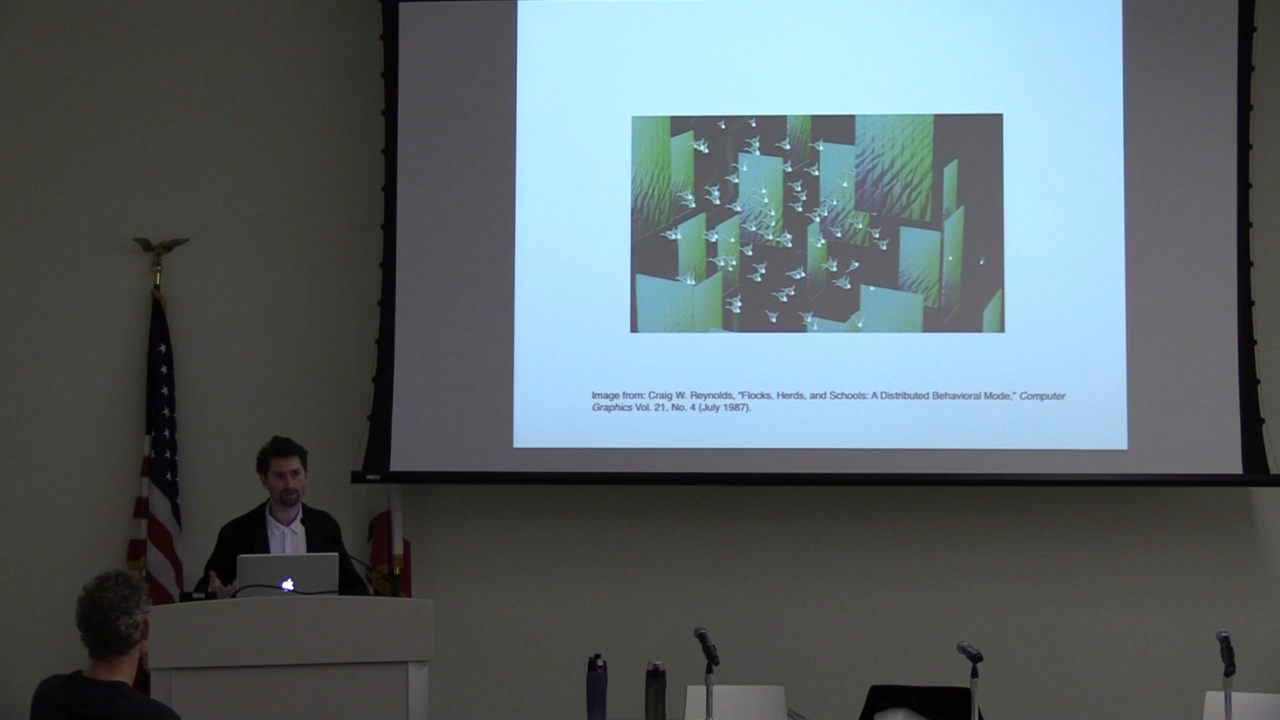 Image from: Craig W. Reynolds, "Flocks, Herds, and Schools: A Distributed Behavioral Mode," Computer
Graphics Vol. 21, No. 4 (July 1987).